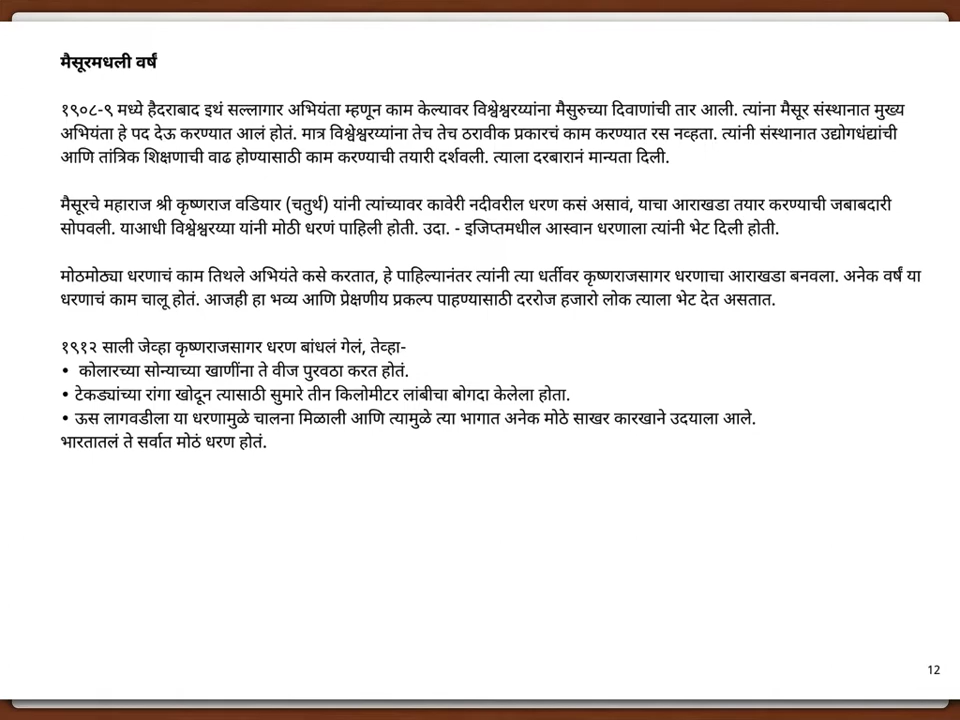 मैसूरमधली वर्षं
१९०८-९ मध्ये हैदराबाद इथं सल्लागार अभियंता म्हणून काम केल्यावर विश्वेश्वरय्यांना मैसुरुच्या दिवाणांची तार आली. त्यांना मैसूर संस्थानात मुख्य
अभियंता हे पद देऊ करण्यात आलं होतं. मात्र विश्वेश्वरय्यांना तेच तेच ठरावीक प्रकारचं काम करण्यात रस नव्हता. त्यांनी संस्थानात उद्योगधंद्यांची
आणि तांत्रिक शिक्षणाची वाढ होण्यासाठी काम करण्याची तयारी दर्शवली. त्याला दरबारानं मान्यता दिली.
मैसूरचे महाराज श्री कृष्णराज वडियार (चतुर्थ) यांनी त्यांच्यावर कावेरी नदीवरील धरण कसं असावं, याचा आराखडा तयार करण्याची जबाबदारी
सोपवली. याआधी विश्वेश्वरय्या यांनी मोठी धरणं पाहिली होती. उदा. - इजिप्तमधील आस्वान धरणाला त्यांनी भेट दिली होती.
मोठमोठ्या धरणाचं काम तिथले अभियंते कसे करतात, हे पाहिल्यानंतर त्यांनी त्या धर्तीवर कृष्णराजसागर धरणाचा आराखडा बनवला. अनेक वर्षं या
धरणाचं काम चालू होतं. आजही हा भव्य आणि प्रेक्षणीय प्रकल्प पाहण्यासाठी दररोज हजारो लोक त्याला भेट देत असतात.
१९१२ साली जेव्हा कृष्णराजसागर धरण बांधलं गेलं, तेव्हा-
• कोलारच्या सोन्याच्या खाणींना ते वीज पुरवठा करत होतं.
• टेकड्यांच्या रांगा खोदून त्यासाठी सुमारे तीन किलोमीटर लांबीचा बोगदा केलेला होता.
• ऊस लागवडीला या धरणामुळे चालना मिळाली आणि त्यामुळे त्या भागात अनेक मोठे साखर कारखाने उदयाला आले.
भारतातलं ते सर्वात मोठं धरण होतं.
12